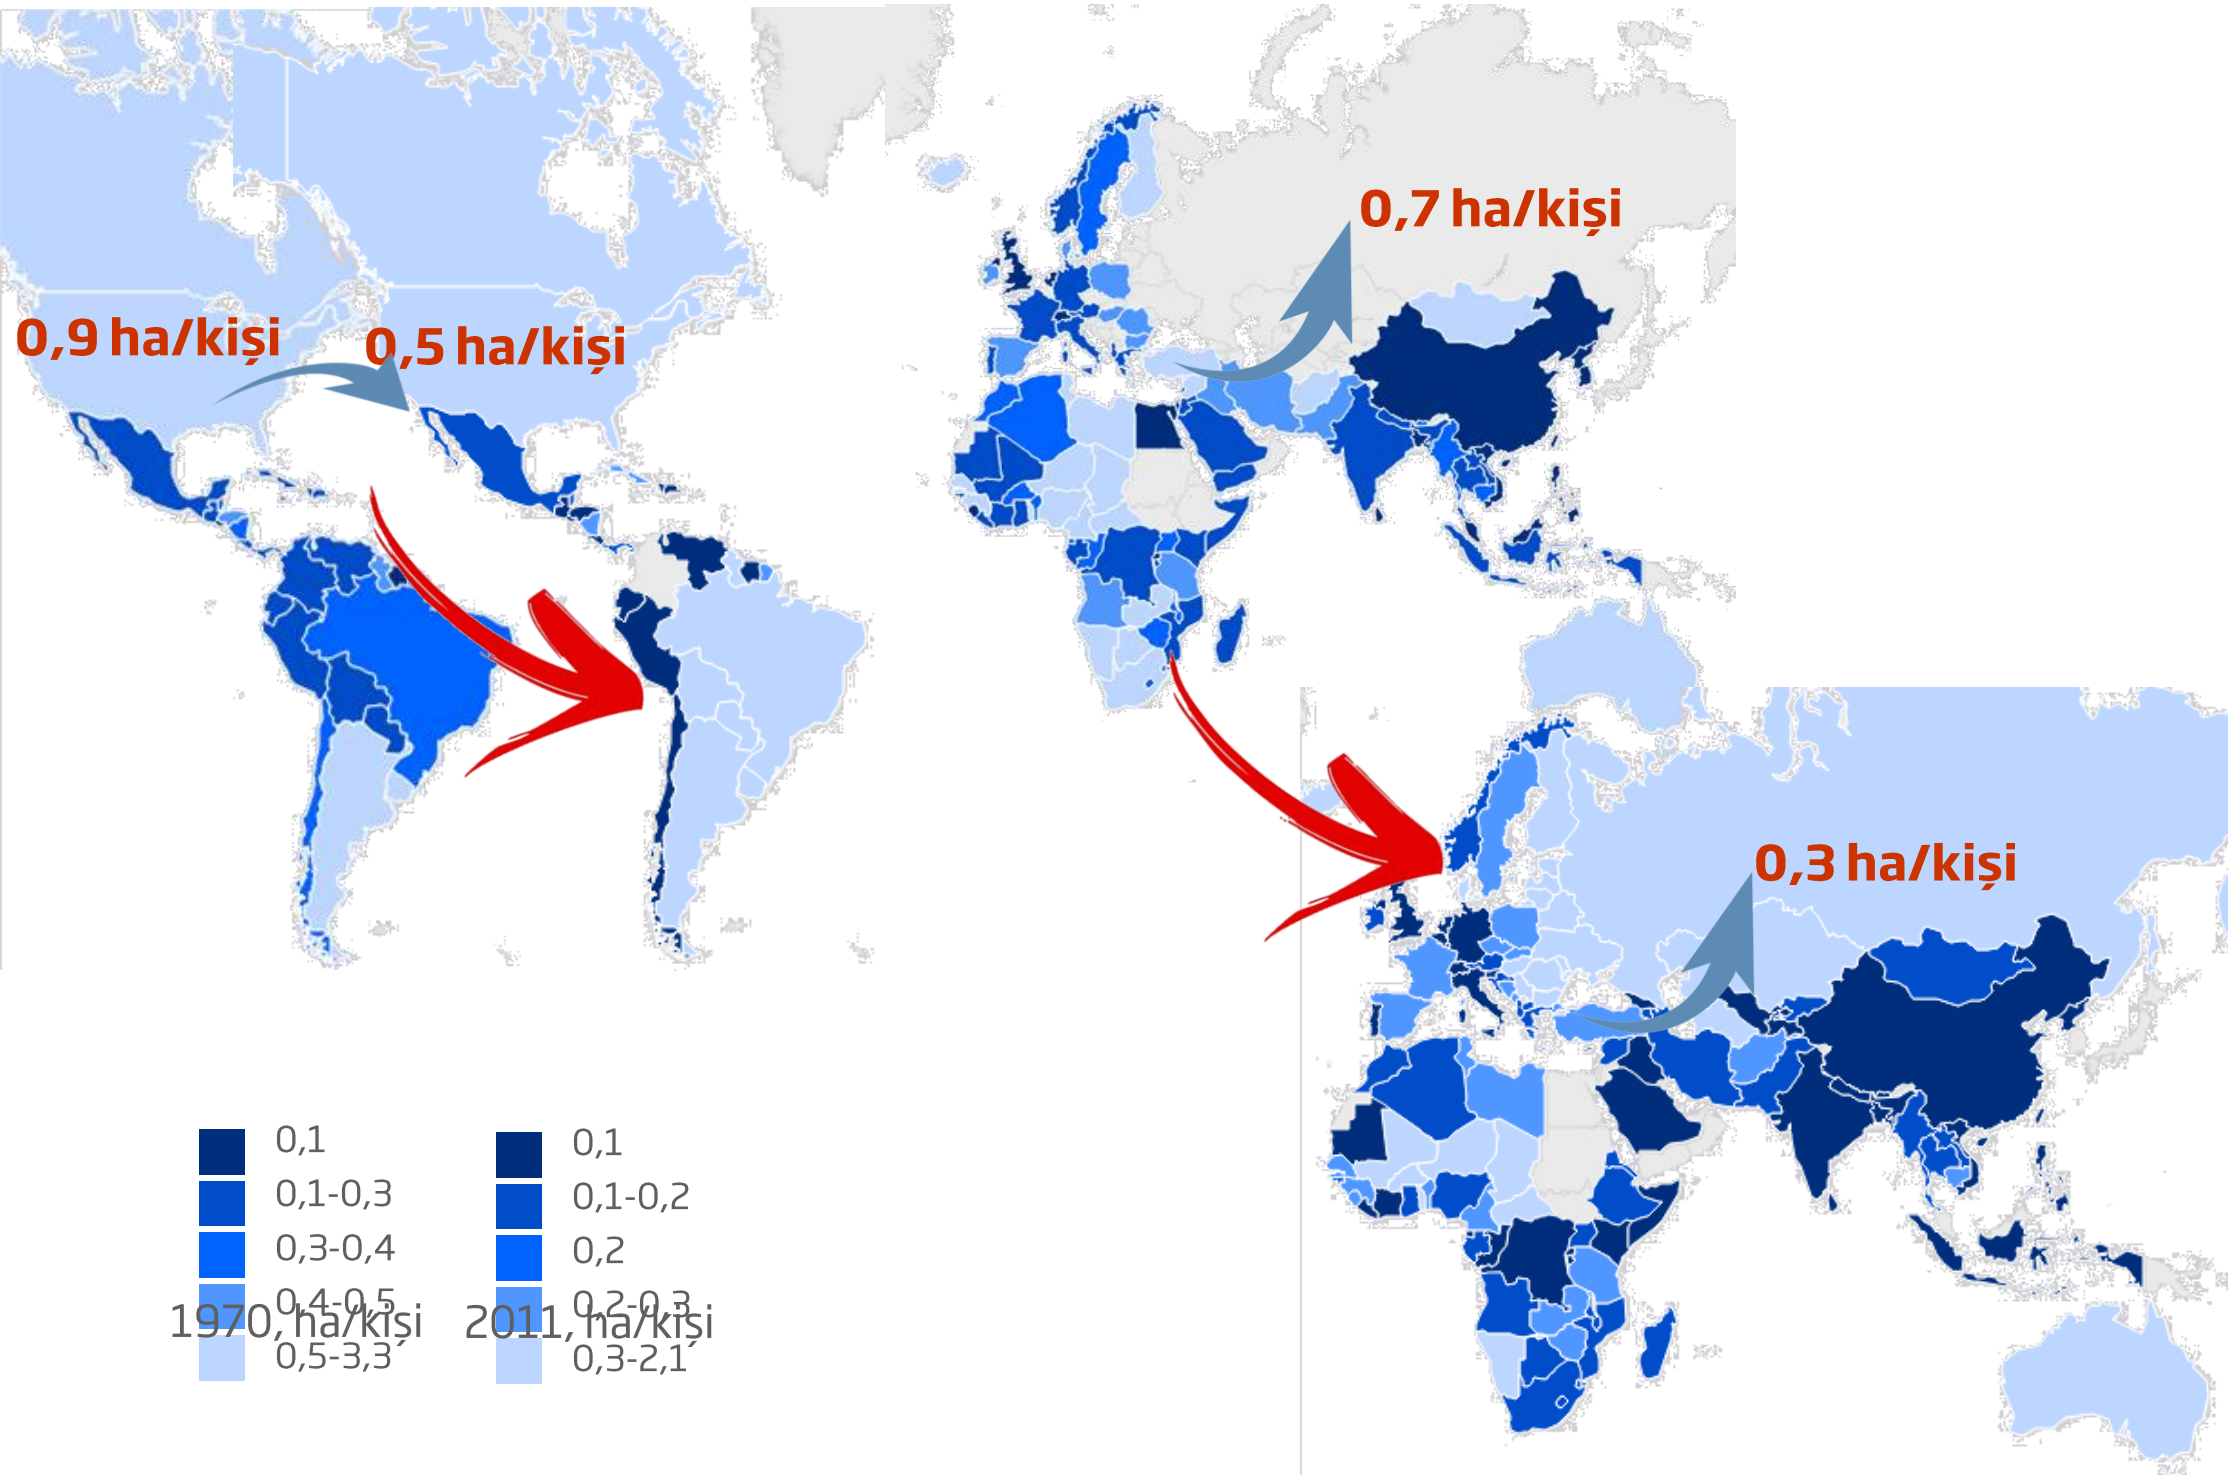 0,7 ha/kişi
0,9 ha/kişi
0,5 ha/kişi
0,3 ha/kişi
0,1
0,1-0,3
0,3-0,4
0,4-0,5
1970, ha/kişi
0,5-3,3
0,1
0,1-0,2
0,2
0,2-0,3
2011, ha/kişi
0,3-2,1